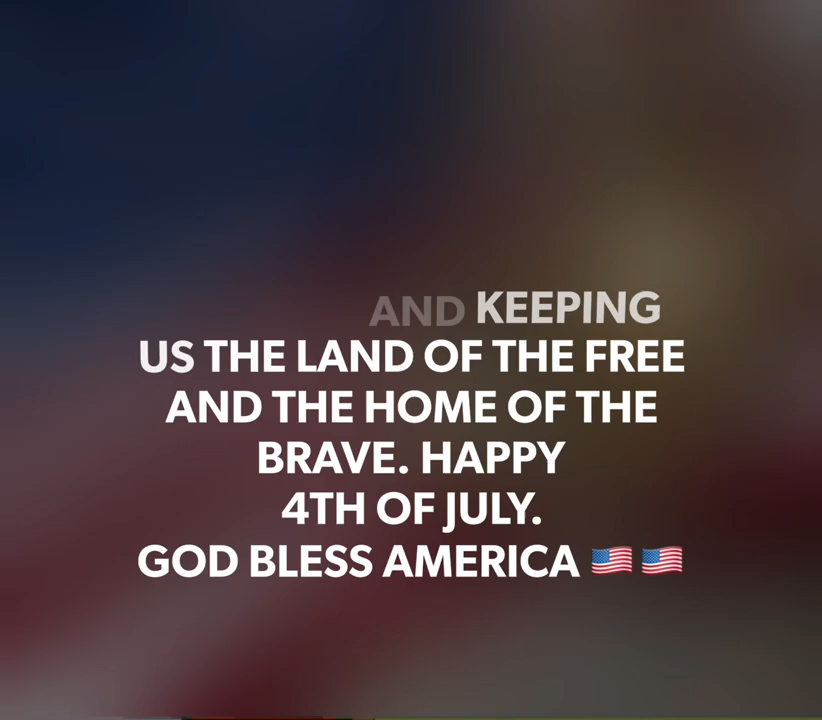 AND KEEPING
US THE LAND OF THE FREE
AND THE HOME OF THE
BRAVE. HAPPY
4TH OF JULY.
GOD BLESS AMERICA 🇺🇸 🇺🇸